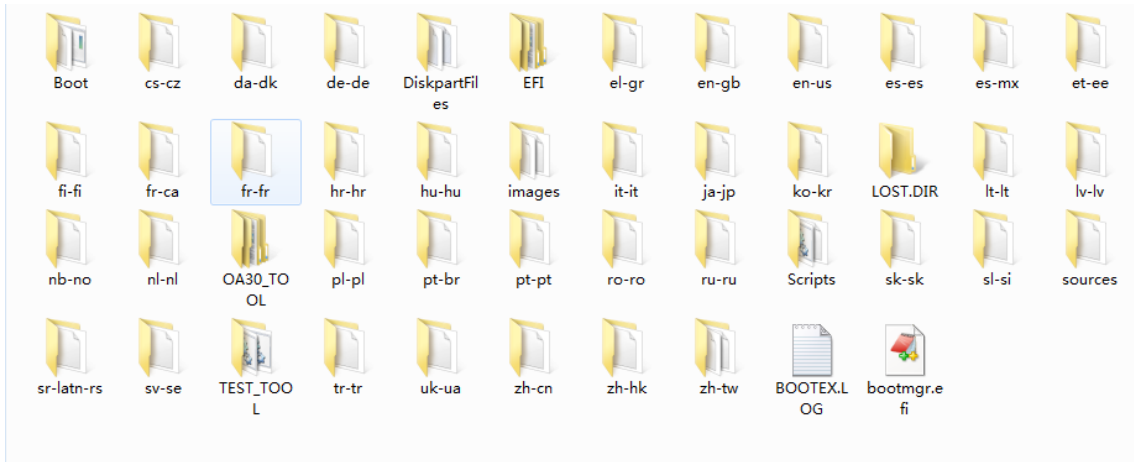 Boot
cs-cz
da-dk
de-de
DiskpartFil
es
EFI
el-gr
en-gb
en-us
es-es
es-mx
et-ee
fi-fi
fr-ca
fr-fr
hr-hr
hu-hu
images
it-it
ja-jp
ko-kr
LOST.DIR
lt-lt
lv-lv
nb-no
nl-nl
OA30_TO
OL
pl-pl
pt-br
pt-pt
ro-ro
ru-ru
Scripts
sk-sk
sl-si
sources
sr-latn-rs
sv-se
TEST_TOO
L
tr-tr
uk-ua
zh-cn
zh-hk
zh-tw
BOOTEX.L
OG
bootmgr.e
fi